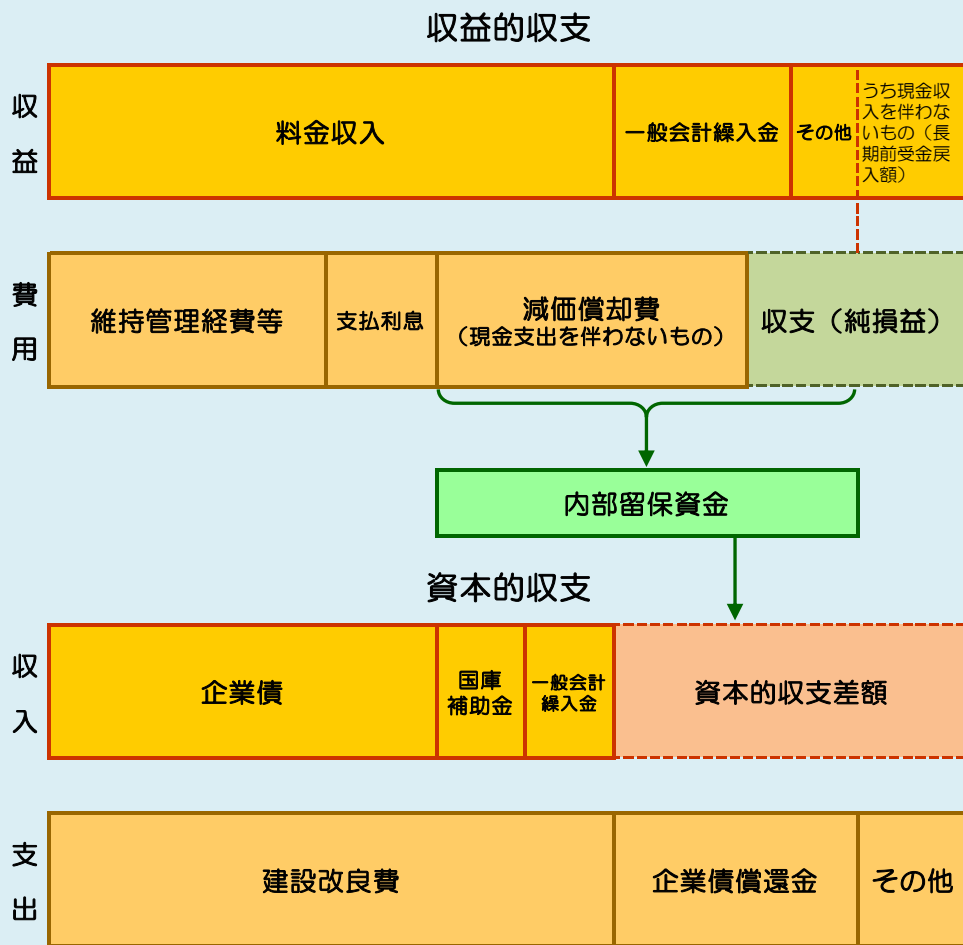 収益的収支
収
益
料金収入
一般会計繰入金
その他
うち現金収
入を伴わな
いもの（長
期前受金戻
入額）
費
用
維持管理経費等
支払利息
減価償却費
（現金支出を伴わないもの）
収支（純損益）
内部留保資金
資本的収支
収
入
企業債
国庫
補助金
一般会計
繰入金
資本的収支差額
支
出
建設改良費
企業債償還金
その他